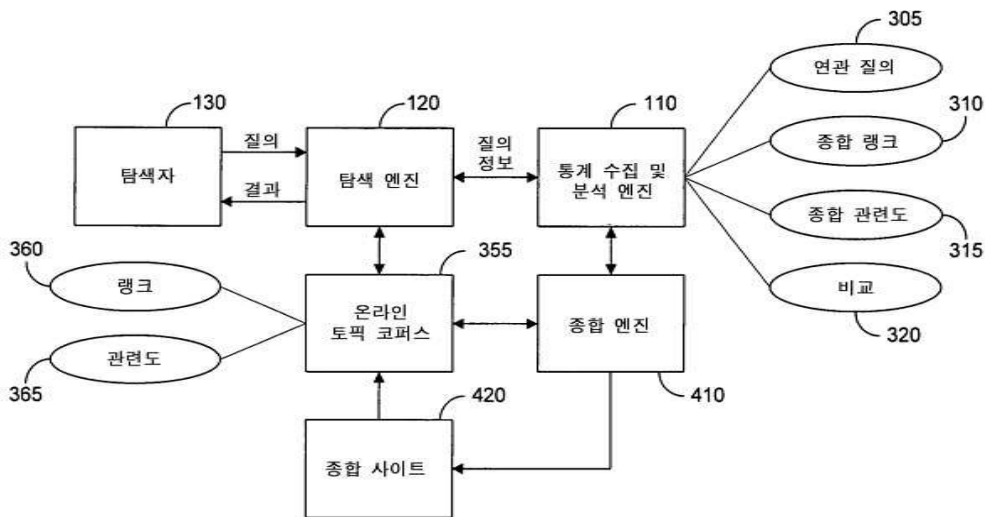 305
연관 질의
130
120
110
310
질의
질의
정보
종합 랭크
탐색자
탐색 엔진
통계 수집 및
분석 엔진
결과
종합 관련도
315
360
355
랭크
비교
온라인
토픽 코퍼스
종합 엔진
320
관련도
365
420
410
종합 사이트